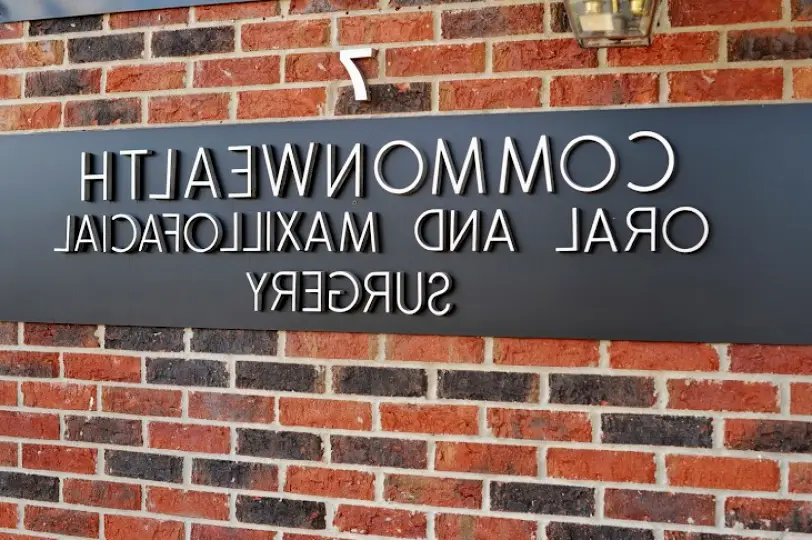 7
COMMONWEALTH
ORAL AND MAXILLOFACIAL
SURGERY